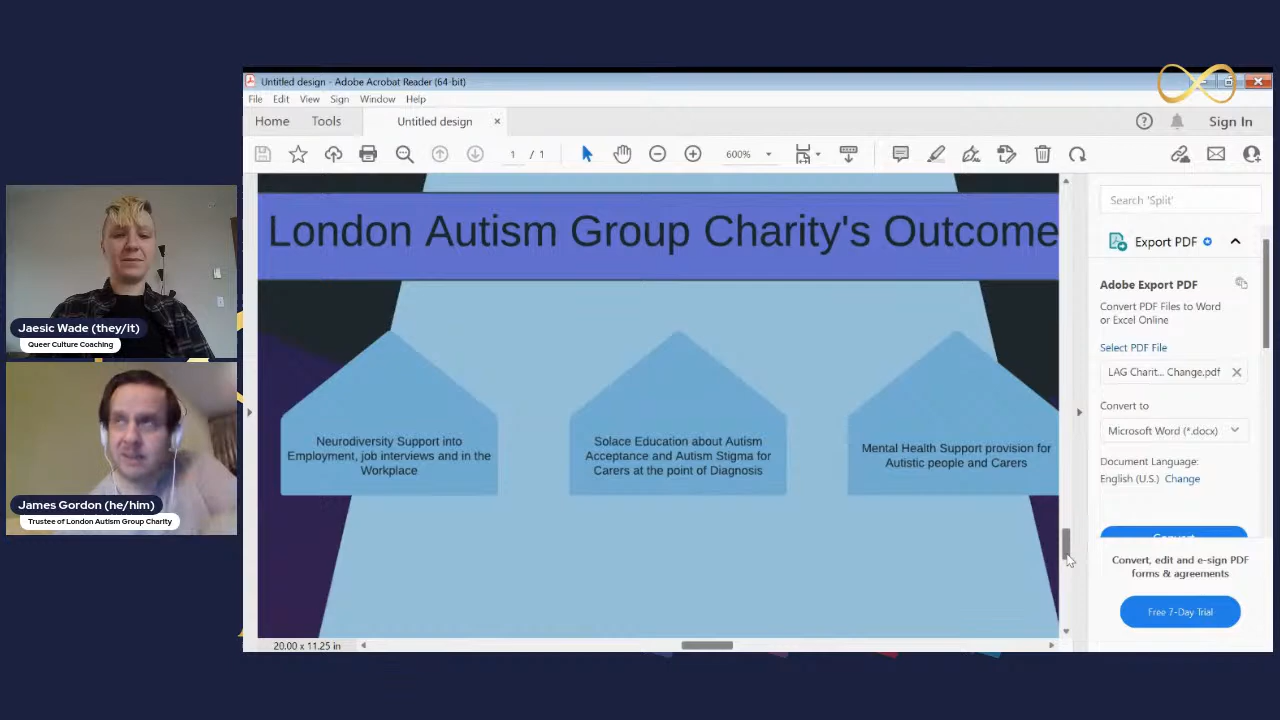 Untitled design - Adobe Acrobat Reader (64-bit)
File Edit View Sign Window Help
Home Tools Untitled design ×
Sign In
1 / 1
600%
Search 'Split'
Export PDF
Adobe Export PDF
Convert PDF Files to Word
or Excel Online
Select PDF File
LAG Charit... Change.pdf
Convert to
Microsoft Word (*.docx)
Document Language:
English (U.S.) Change
Convert
Convert, edit and e-sign PDF
forms & agreements
Free 7-Day Trial
London Autism Group Charity's Outcome
Neurodiversity Support into
Employment, job interviews and in the
Workplace
Solace Education about Autism
Acceptance and Autism Stigma for
Carers at the point of Diagnosis
Mental Health Support provision for
Autistic people and Carers
20.00 x 11.25 in
Jaesic Wade (they/it)
Queer Culture Coaching
James Gordon (he/him)
Trustee of London Autism Group Charity